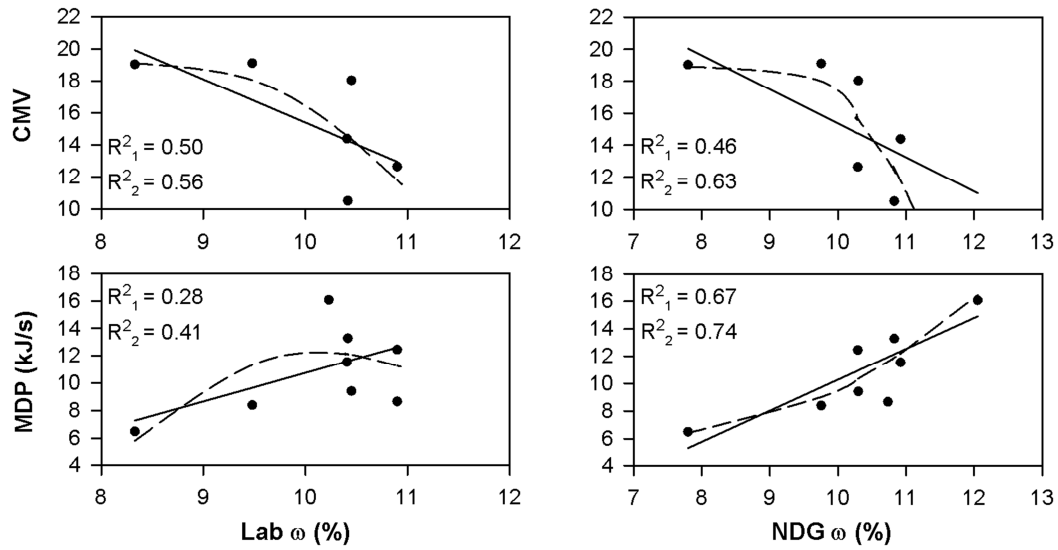 CMV
22
20
18
16
14
12
10
R²₁ = 0.50
R²₂ = 0.56
8 9 10 11 12
22
20
18
16
14
12
10
R²₁ = 0.46
R²₂ = 0.63
7 8 9 10 11 12 13
MDP (kJ/s)
18
16
14
12
10
8
6
4
R²₁ = 0.28
R²₂ = 0.41
8 9 10 11 12
Lab ω (%)
18
16
14
12
10
8
6
4
R²₁ = 0.67
R²₂ = 0.74
7 8 9 10 11 12 13
NDG ω (%)